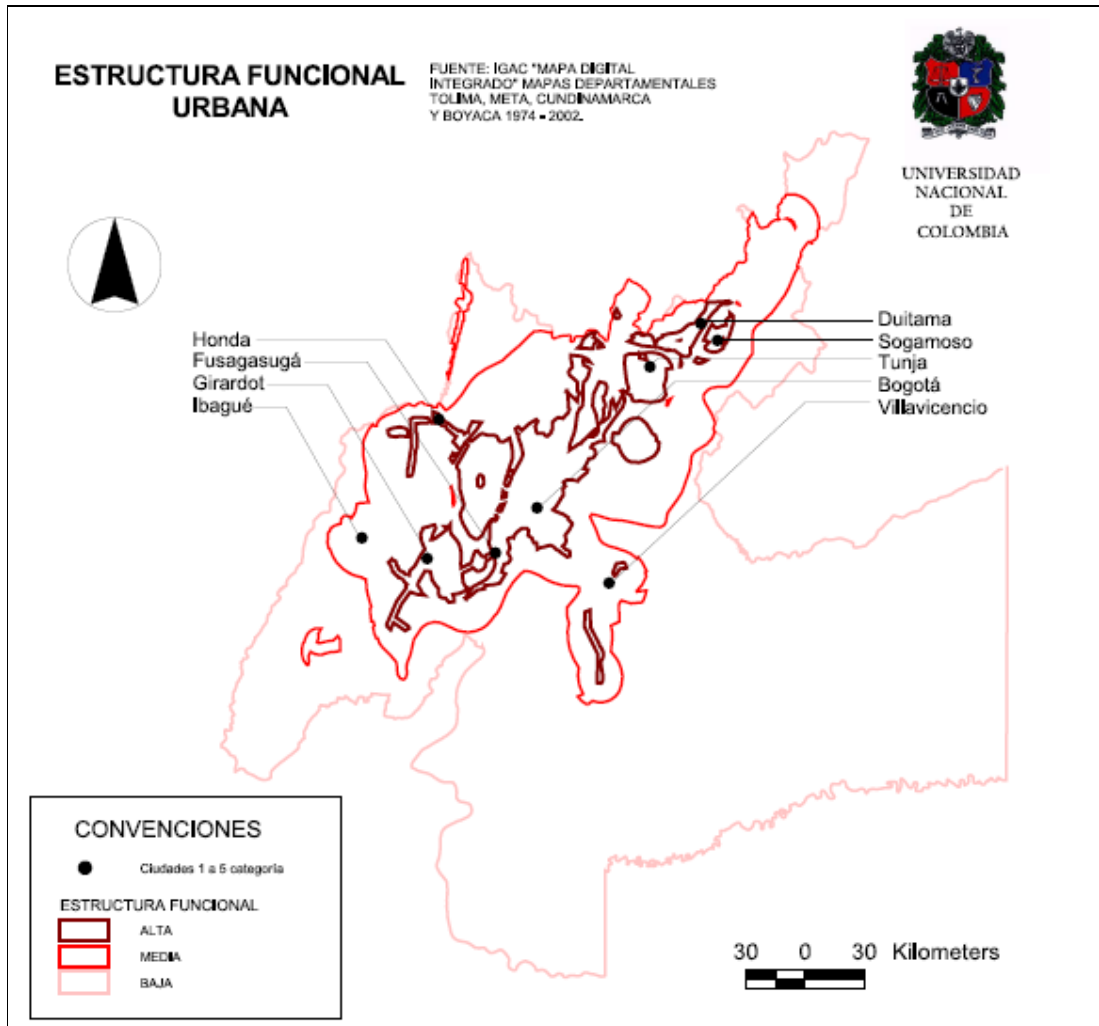 ESTRUCTURA FUNCIONAL
URBANA
FUENTE: IGAC "MAPA DIGITAL
INTEGRADO" MAPAS DEPARTAMENTALES
TOLIMA, META, CUNDINAMARCA
Y BOYACA 1974 - 2002.
UNIVERSIDAD
NACIONAL
DE
COLOMBIA
Honda
Fusagasugá
Girardot
Ibagué
Duitama
Sogamoso
Tunja
Bogotá
Villavicencio
CONVENCIONES
Ciudades 1 a 5 categoría
ESTRUCTURA FUNCIONAL
ALTA
MEDIA
BAJA
30 0 30 Kilometers